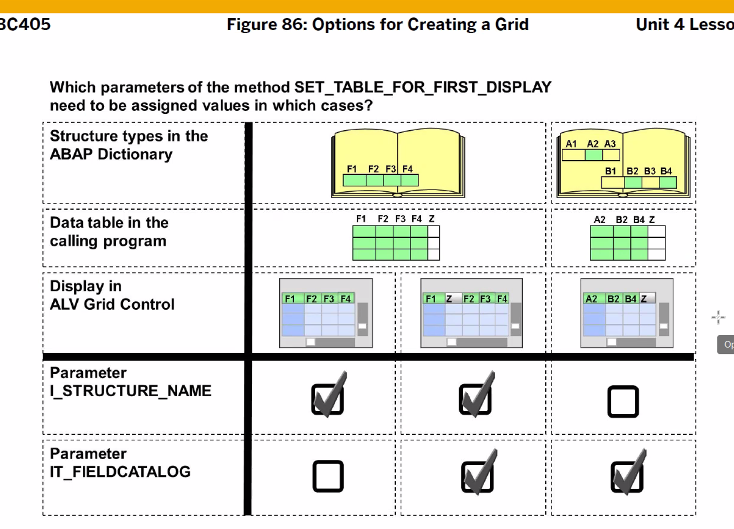 BC405
Figure 86: Options for Creating a Grid
Unit 4 Lesso
Which parameters of the method SET_TABLE_FOR_FIRST_DISPLAY
need to be assigned values in which cases?
Structure types in the
ABAP Dictionary
F1 F2 F3 F4
A1 A2 A3
B1 B2 B3 B4
Data table in the
calling program
F1 F2 F3 F4 Z
A2 B2 B4 Z
Display in
ALV Grid Control
F1 F2 F3 F4
F1 Z F2 F3 F4
A2 B2 B4 Z
Op
Parameter
I_STRUCTURE_NAME
Parameter
IT_FIELDCATALOG